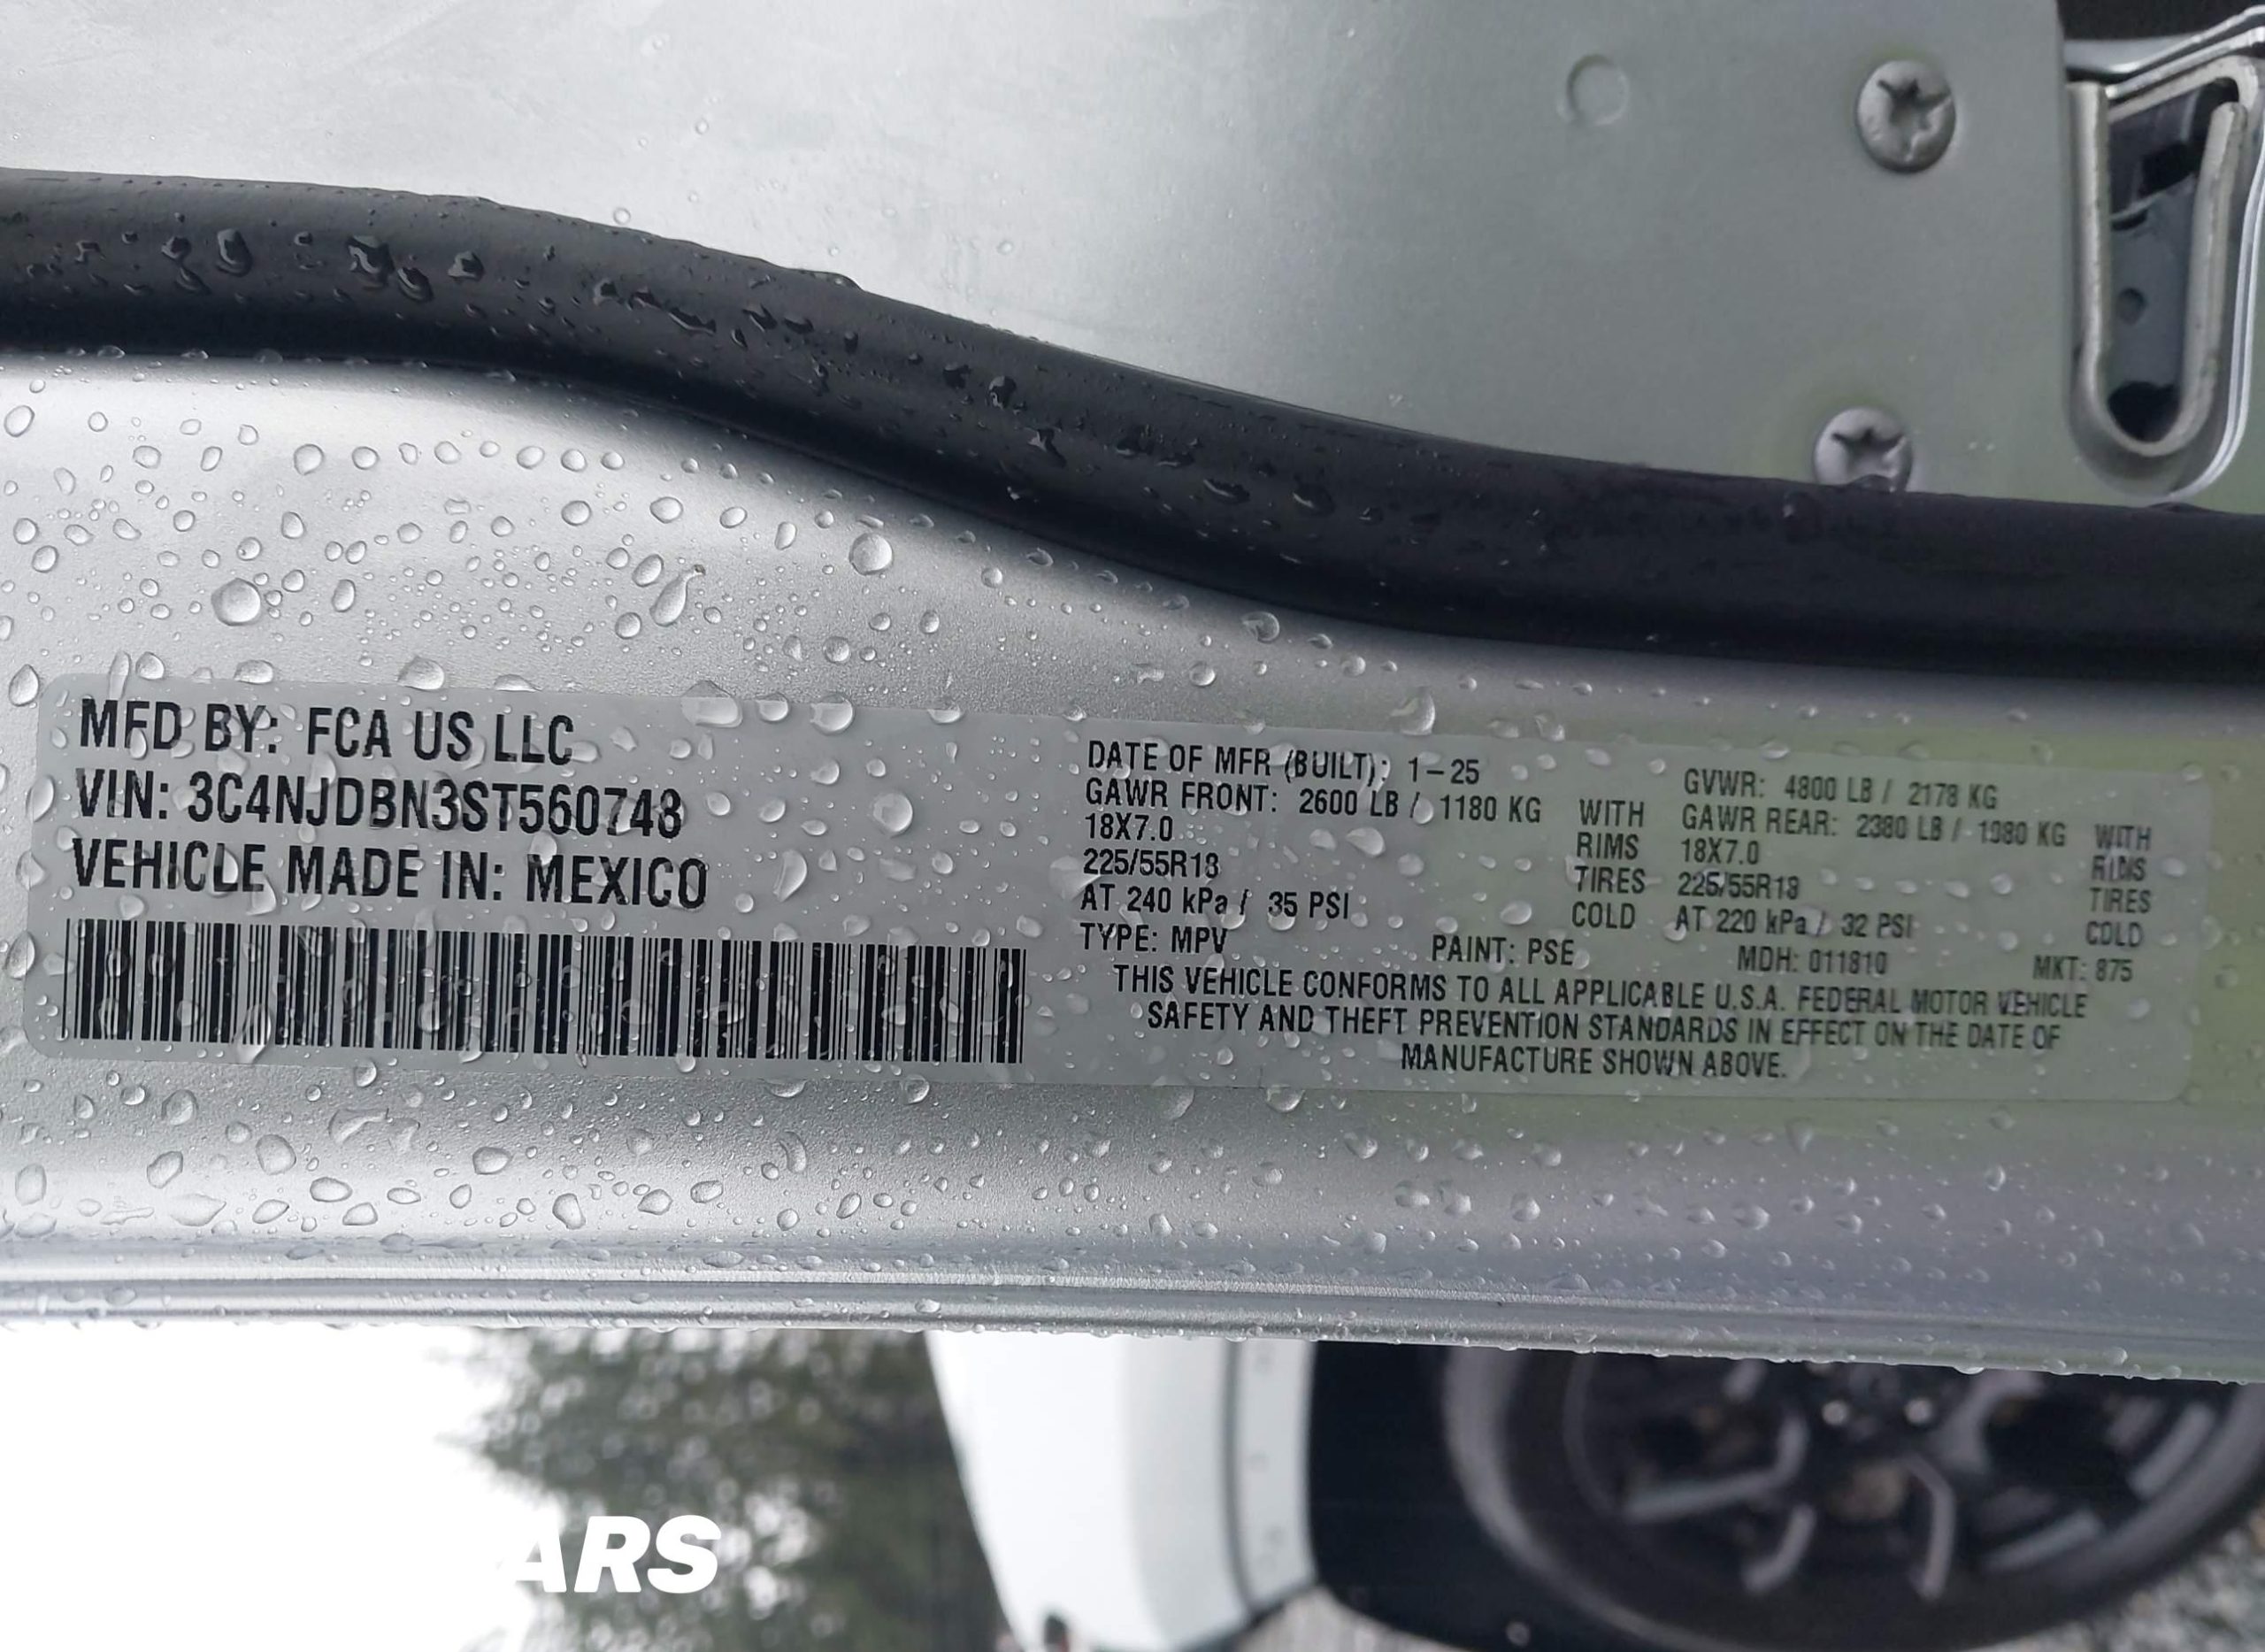 MFD BY: FCA US LLC
VIN: 3C4NJDBN3ST560748
VEHICLE MADE IN: MEXICO
DATE OF MFR (BUILT): 1-25 GVWR: 4800 LB / 2178 KG
GAWR FRONT: 2600 LB / 1180 KG WITH GAWR REAR: 2380 LB / 1080 KG WITH
18X7.0 RIMS 18X7.0 RIMS
225/55R18 TIRES 225/55R18 TIRES
AT 240 kPa / 35 PSI COLD AT 220 kPa / 32 PSI COLD
TYPE: MPV PAINT: PSE MDH: 011810 MKT: 875
THIS VEHICLE CONFORMS TO ALL APPLICABLE U.S.A. FEDERAL MOTOR VEHICLE
SAFETY AND THEFT PREVENTION STANDARDS IN EFFECT ON THE DATE OF
MANUFACTURE SHOWN ABOVE.